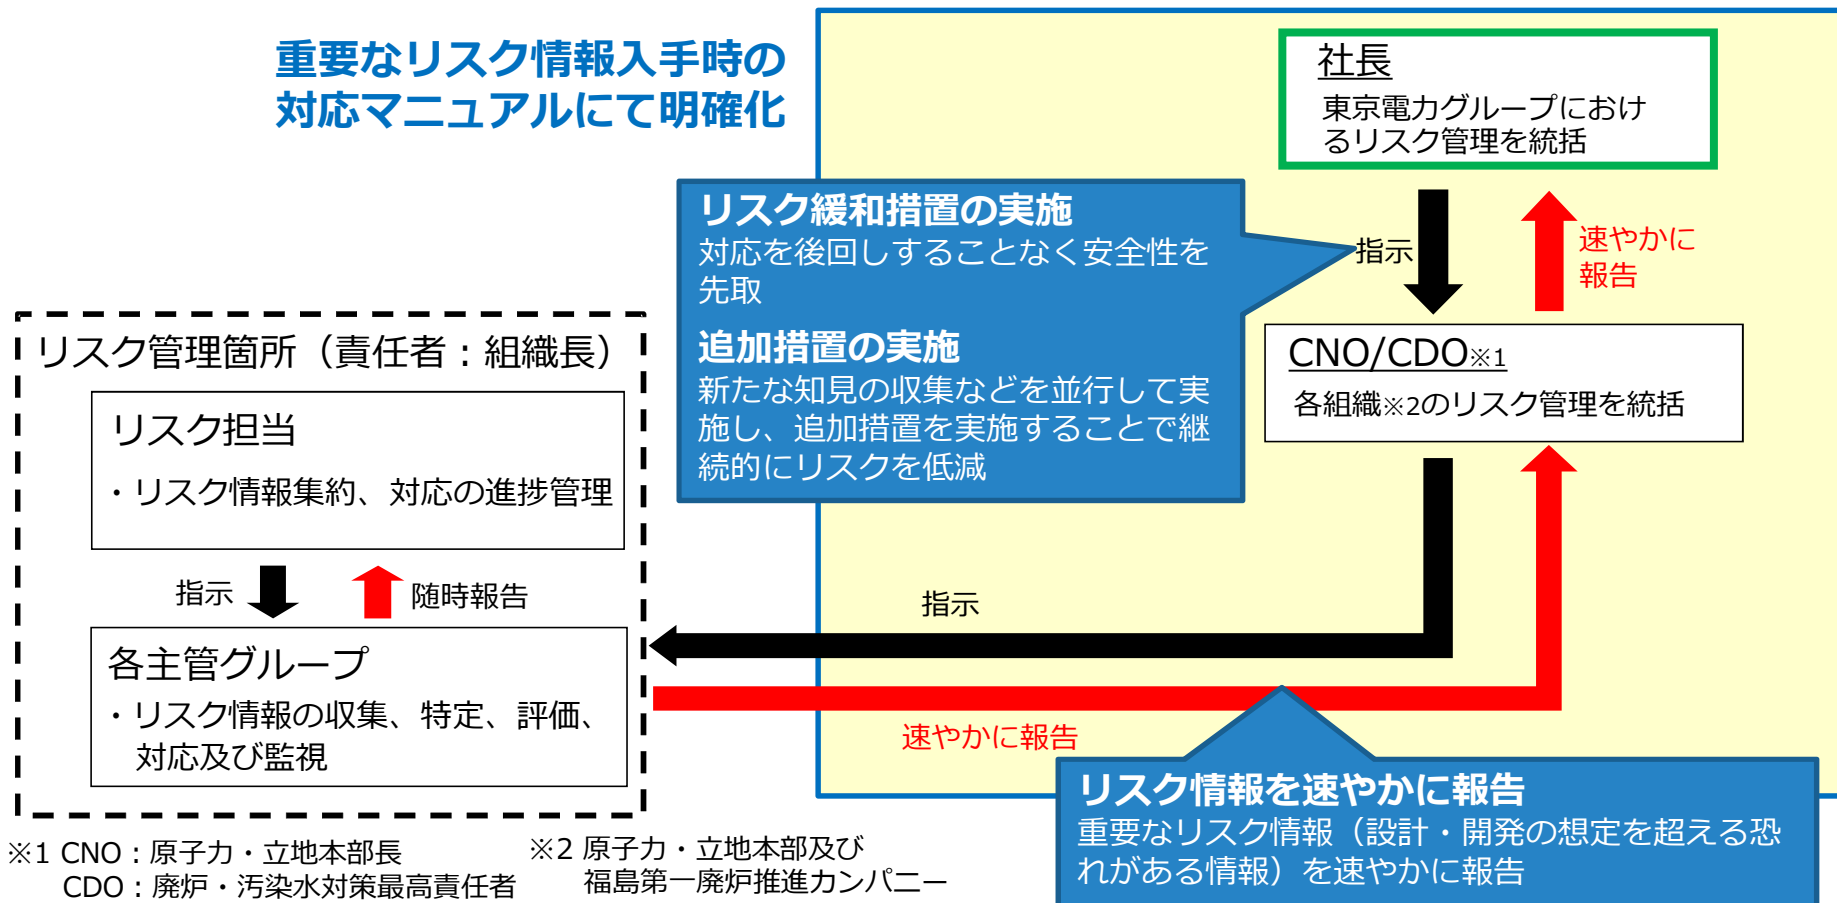 重要なリスク情報入手時の
対応マニュアルにて明確化
社長
東京電力グループにおけ
るリスク管理を統括
リスク緩和措置の実施
対応を後回しすることなく安全性を
先取
追加措置の実施
新たな知見の収集などを並行して実
施し、追加措置を実施することで継
続的にリスクを低減
指示
速やかに
報告
CNO/CDO※1
各組織※2のリスク管理を統括
リスク管理箇所（責任者：組織長）
リスク担当
・リスク情報集約、対応の進捗管理
指示
随時報告
各主管グループ
・リスク情報の収集、特定、評価、
対応及び監視
指示
速やかに報告
リスク情報を速やかに報告
重要なリスク情報（設計・開発の想定を超える恐
れがある情報）を速やかに報告
※1 CNO：原子力・立地本部長
CDO：廃炉・汚染水対策最高責任者
※2 原子力・立地本部及び
福島第一廃炉推進カンパニー